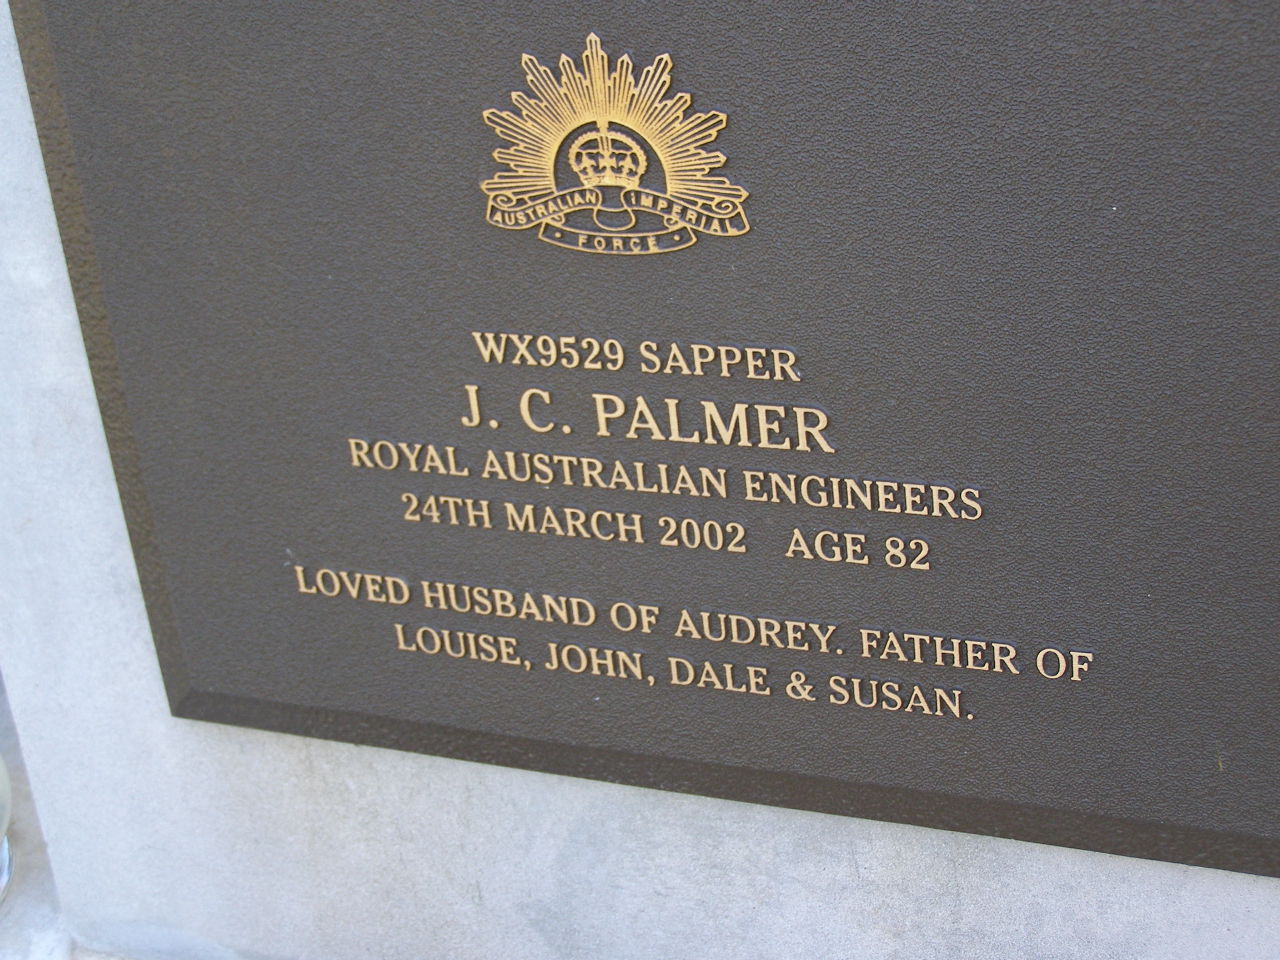 AUSTRALIAN IMPERIAL
FORCE
WX9529 SAPPER
J. C. PALMER
ROYAL AUSTRALIAN ENGINEERS
24TH MARCH 2002 AGE 82
LOVED HUSBAND OF AUDREY. FATHER OF
LOUISE, JOHN, DALE & SUSAN.